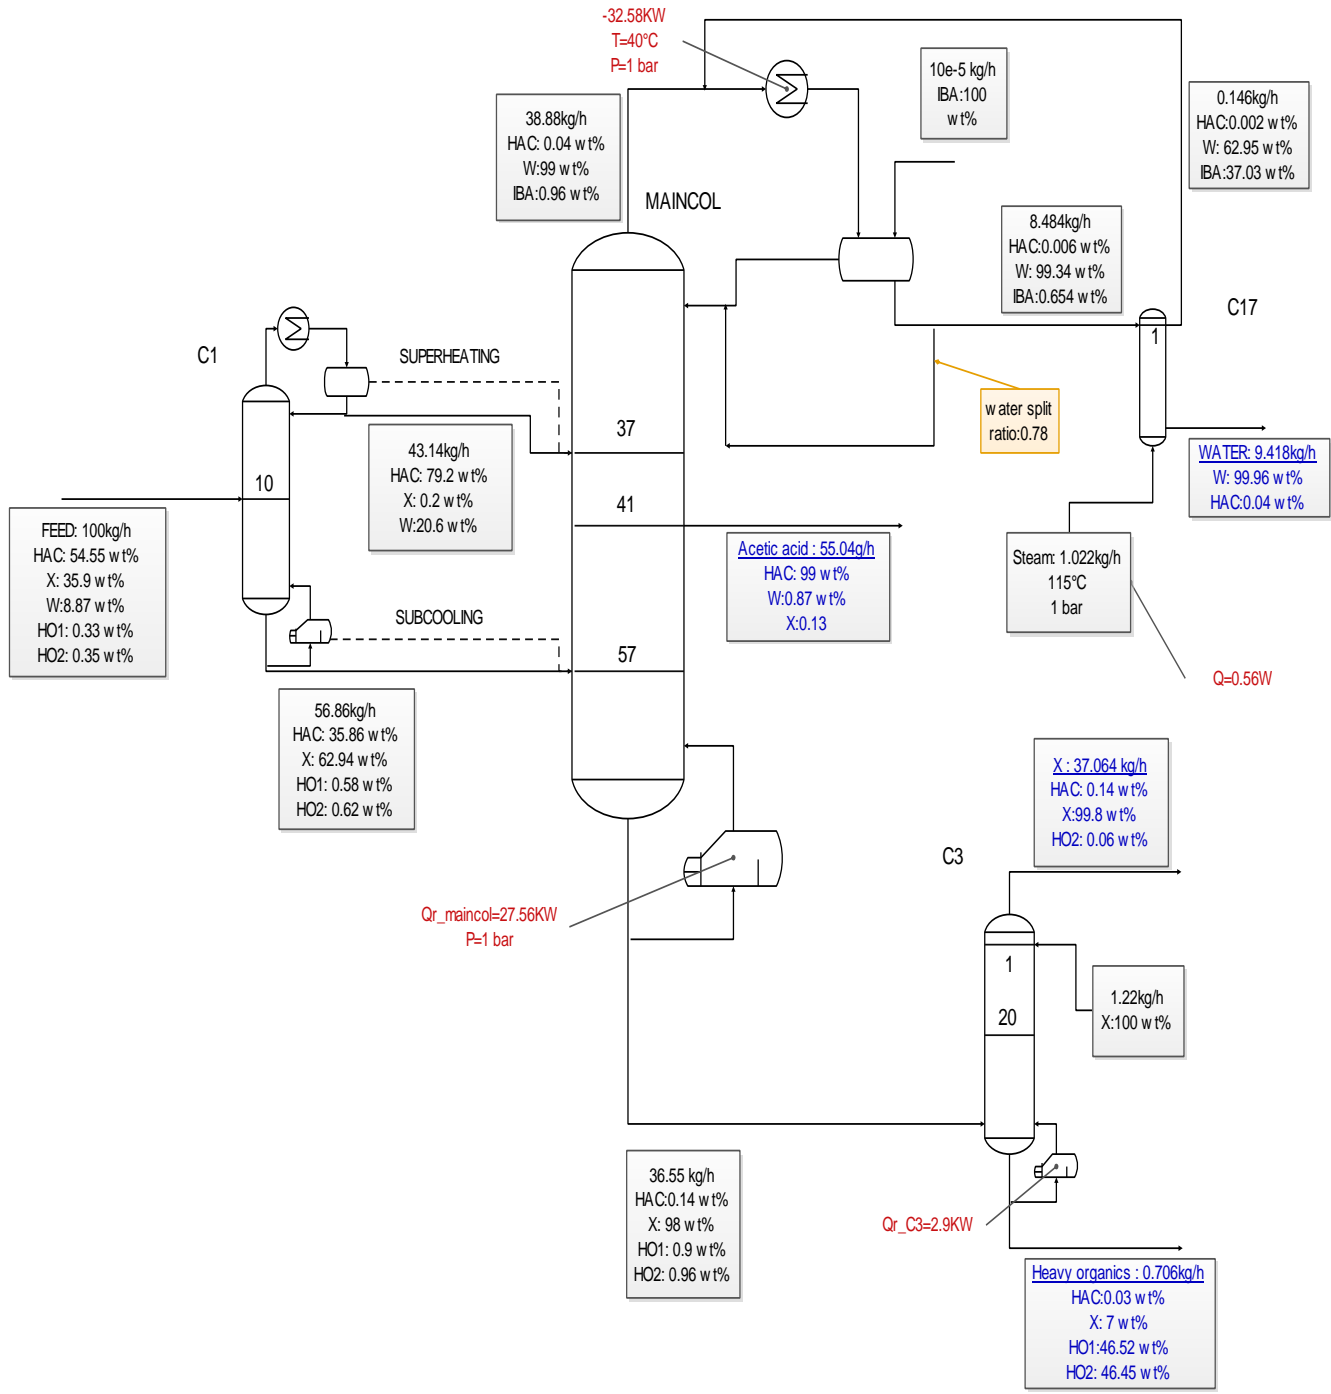 -32.58KW
T=40°C
P=1 bar
10e-5 kg/h
IBA:100
wt%
0.146kg/h
HAC:0.002 wt%
W: 62.95 wt%
IBA:37.03 wt%
38.88kg/h
HAC: 0.04 wt%
W:99 wt%
IBA:0.96 wt%
MAINCOL
8.484kg/h
HAC:0.006 wt%
W: 99.34 wt%
IBA:0.654 wt%
C17
1
C1
SUPERHEATING
water split
ratio:0.78
37
43.14kg/h
HAC: 79.2 wt%
X: 0.2 wt%
W:20.6 wt%
WATER: 9.418kg/h
W: 99.96 wt%
HAC:0.04 wt%
10
41
FEED: 100kg/h
HAC: 54.55 wt%
X: 35.9 wt%
W:8.87 wt%
HO1: 0.33 wt%
HO2: 0.35 wt%
Acetic acid : 55.04g/h
HAC: 99 wt%
W:0.87 wt%
X:0.13
Steam: 1.022kg/h
115°C
1 bar
SUBCOOLING
57
Q=0.56W
56.86kg/h
HAC: 35.86 wt%
X: 62.94 wt%
HO1: 0.58 wt%
HO2: 0.62 wt%
X : 37.064 kg/h
HAC: 0.14 wt%
X:99.8 wt%
HO2: 0.06 wt%
C3
Qr_maincol=27.56KW
P=1 bar
1
20
1.22kg/h
X:100 wt%
36.55 kg/h
HAC:0.14 wt%
X: 98 wt%
HO1: 0.9 wt%
HO2: 0.96 wt%
Qr_C3=2.9KW
Heavy organics : 0.706kg/h
HAC:0.03 wt%
X: 7 wt%
HO1:46.52 wt%
HO2: 46.45 wt%